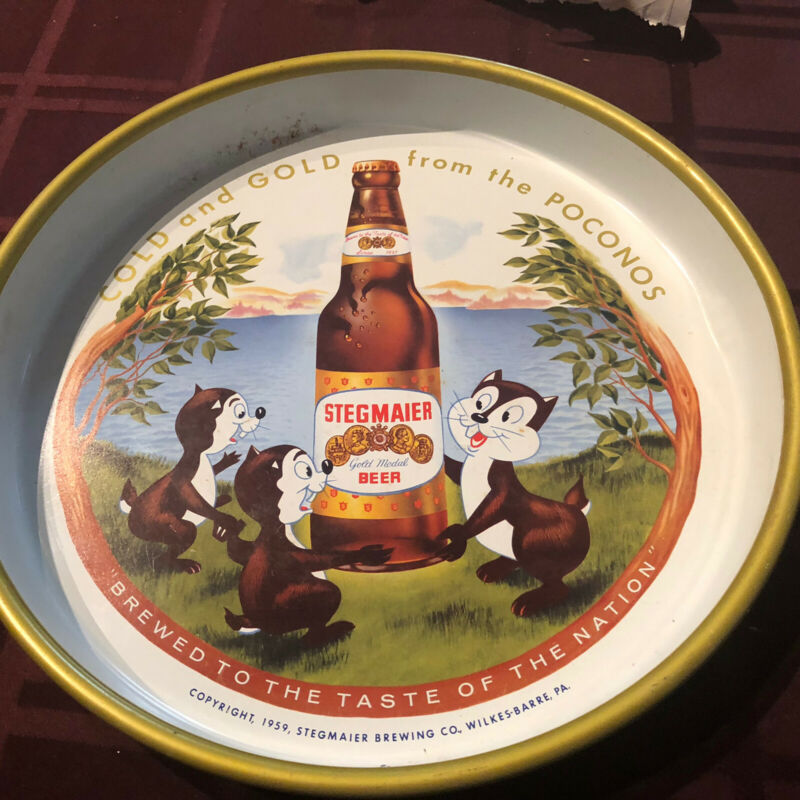 COLD and GOLD from the POCONOS
STEGMAIER
Gold Medal
BEER
"BREWED TO THE TASTE OF THE NATION"
COPYRIGHT, 1959, STEGMAIER BREWING CO., WILKES-BARRE, PA.